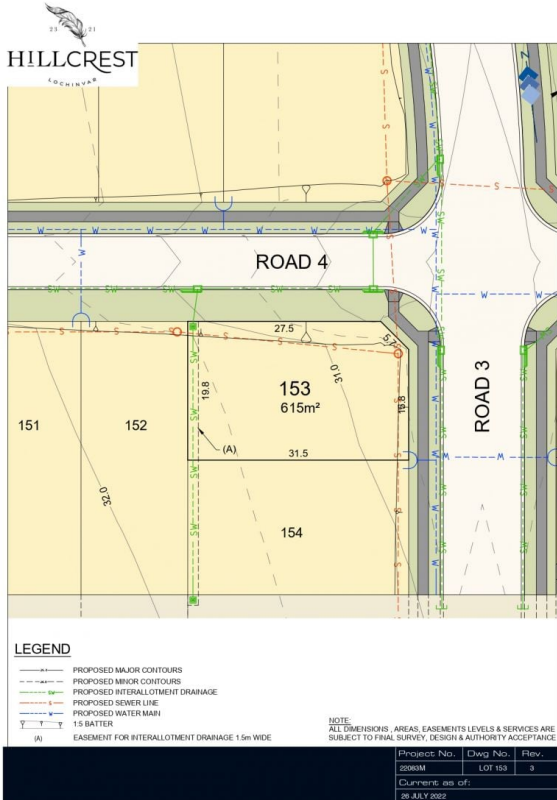 23 21
HILLCREST
LOCHINVAR
Z
ROAD 4
ROAD 3
27.5
5.7
31.0
19.8
153
615m²
(A)
151
152
31.5
32.0
154
LEGEND
PROPOSED MAJOR CONTOURS
PROPOSED MINOR CONTOURS
SW PROPOSED INTERALLOTMENT DRAINAGE
S PROPOSED SEWER LINE
W PROPOSED WATER MAIN
1:5 BATTER
(A) EASEMENT FOR INTERALLOTMENT DRAINAGE 1.5m WIDE
NOTE:
ALL DIMENSIONS , AREAS, EASEMENTS LEVELS & SERVICES ARE
SUBJECT TO FINAL SURVEY, DESIGN & AUTHORITY ACCEPTANCE
Project No. Dwg No. Rev.
22063M LOT 153 3
Current as of:
26 JULY 2022